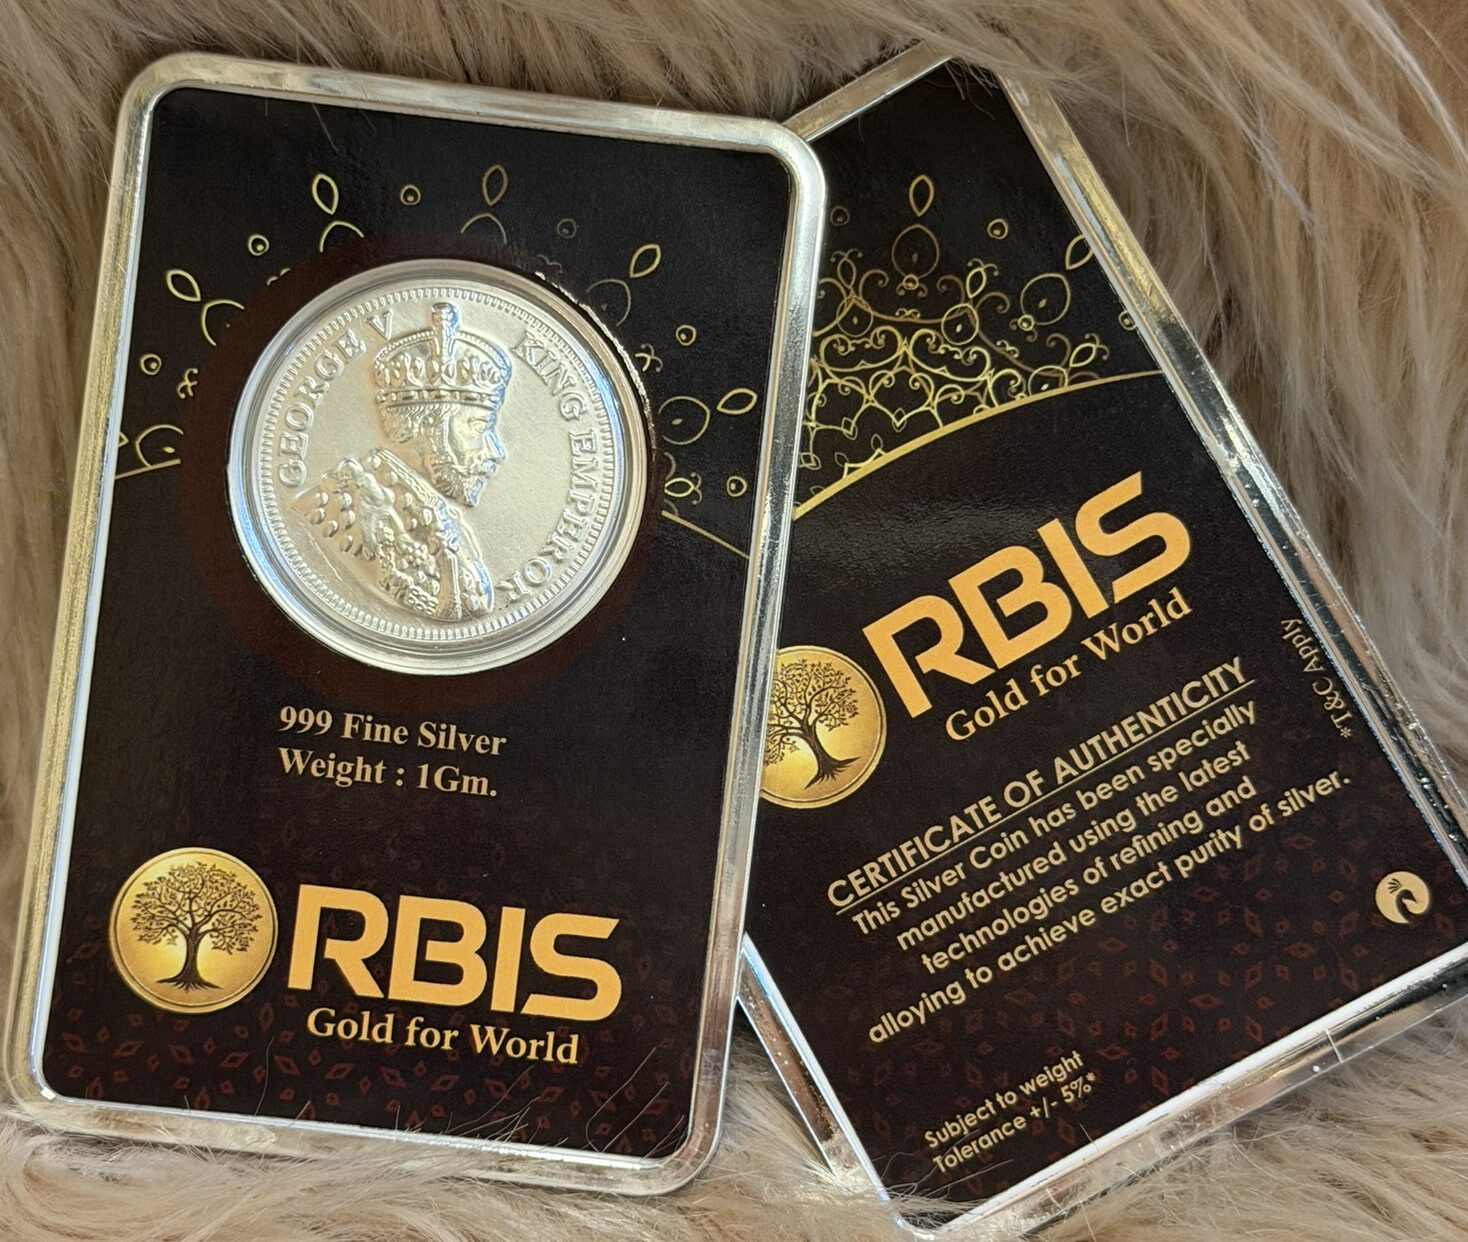 GEORGE V KING EMPEROR
999 Fine Silver
Weight : 1Gm.
RBIS
Gold for World
RBIS
Gold for World
CERTIFICATE OF AUTHENTICITY
This Silver Coin has been specially
manufactured using the latest
technologies of refining and
alloying to achieve exact purity of silver.
Subject to weight
Tolerance +/- 5%*
*T&C Apply